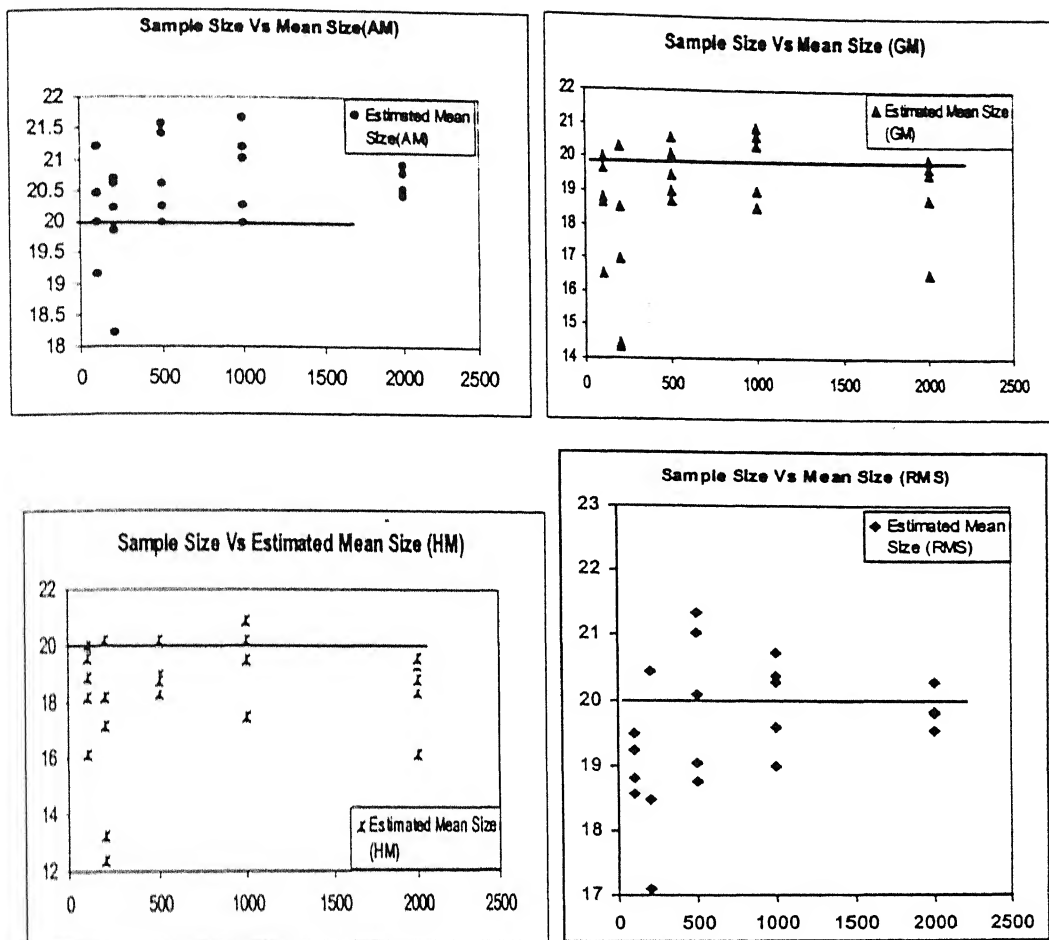 Sample Size Vs Mean Size(AM)
22
21.5
21
20.5
20
19.5
19
18.5
18
0 500 1000 1500 2000 2500
Estimated Mean
Size(AM)
Sample Size Vs Mean Size (GM)
22
21
20
19
18
17
16
15
14
0 500 1000 1500 2000 2500
Estimated Mean Size
(GM)
Sample Size Vs Estimated Mean Size (HM)
22
20
18
16
14
12
0 500 1000 1500 2000 2500
Estimated Mean Size
(HM)
Sample Size Vs Mean Size (RMS)
23
22
21
20
19
18
17
0 500 1000 1500 2000 2500
Estimated Mean
Size (RMS)